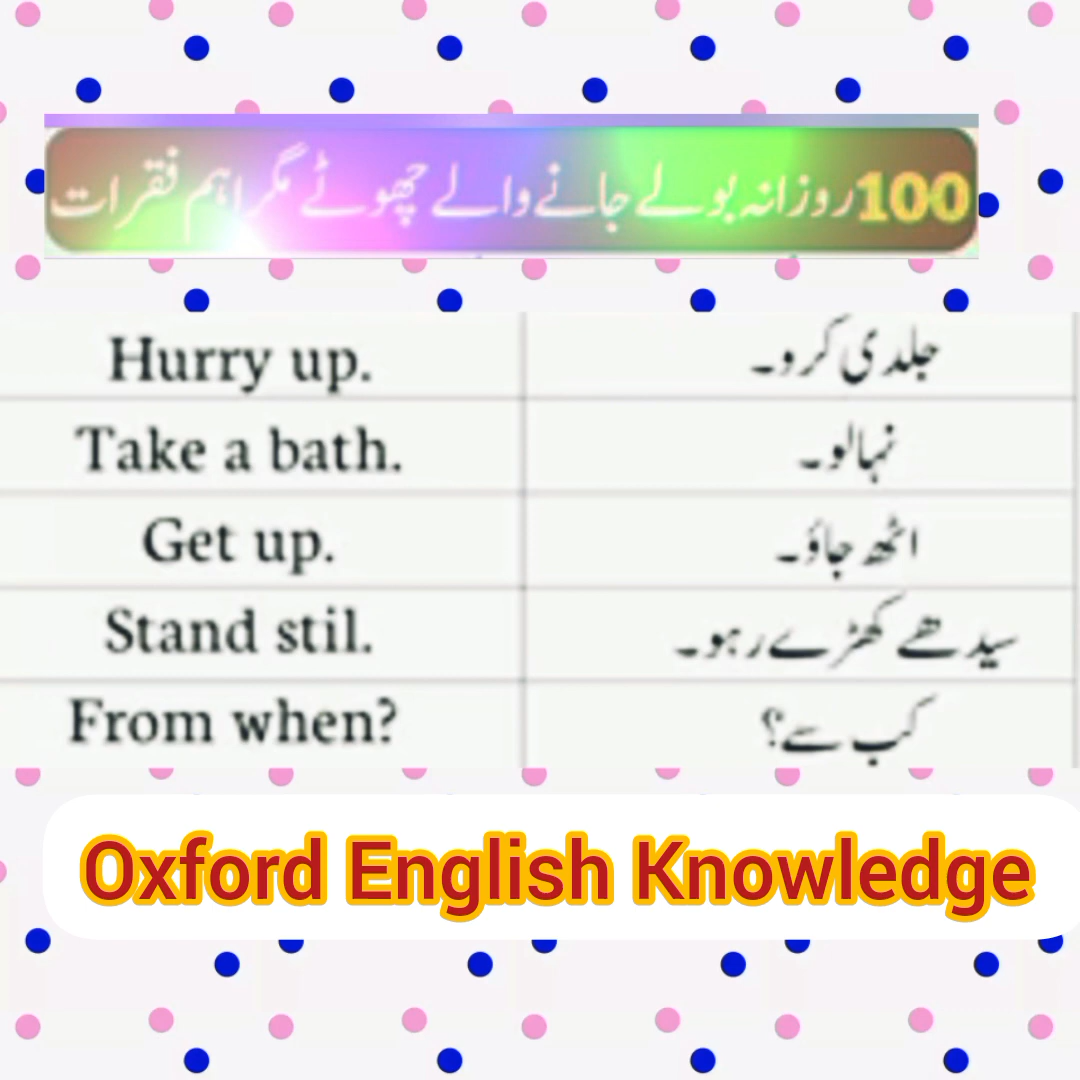 100 روزانہ بولے جانے والے چھوٹے مگر اہم فقرات
Hurry up. جلدی کرو۔
Take a bath. نہالو۔
Get up. اٹھ جاؤ۔
Stand stil. سیدھے کھڑے رہو۔
From when? کب سے؟
Oxford English Knowledge